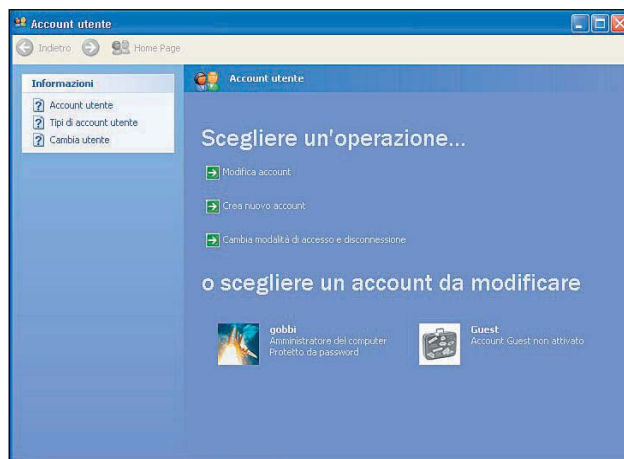 Account utente
Indietro
Home Page
Informazioni
Account utente
Tipi di account utente
Cambia utente
Account utente
Scegliere un'operazione...
Modifica account
Crea nuovo account
Cambia modalità di accesso e disconnessione
o scegliere un account da modificare
gobbi
Amministratore del computer
Protetto da password
Guest
Account Guest non attivato